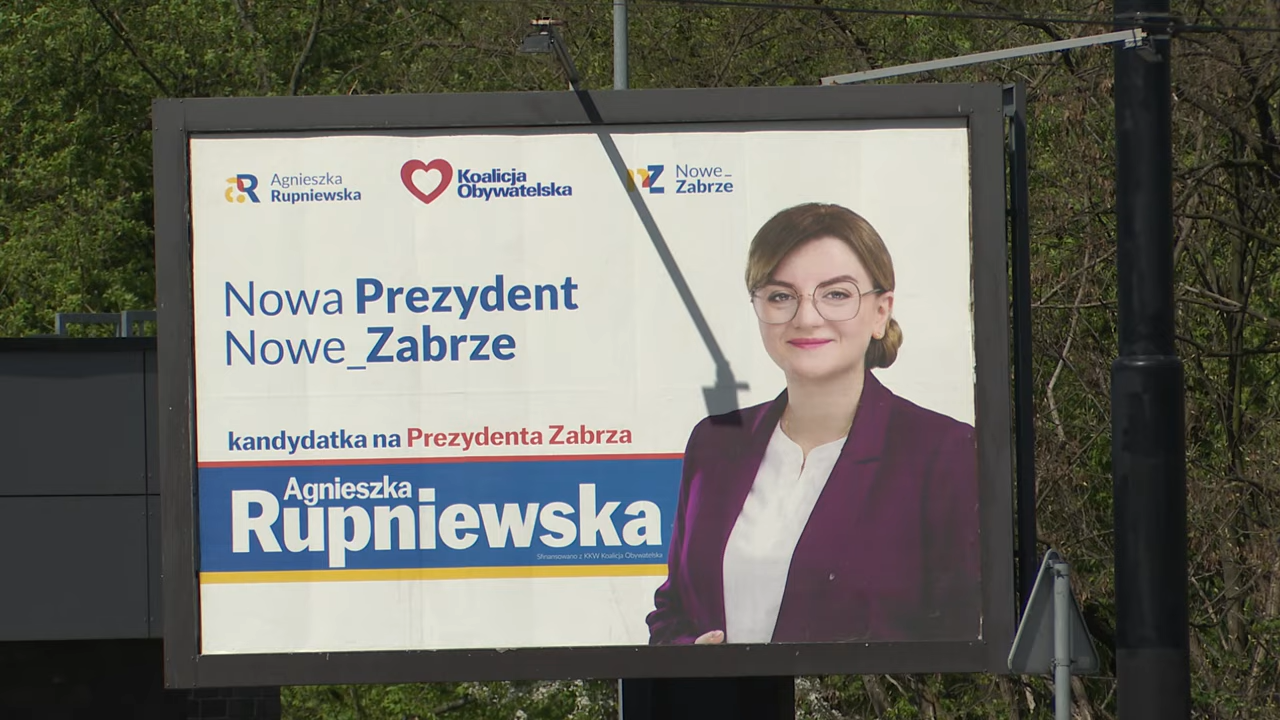 Agnieszka
Rupniewska
Koalicja
Obywatelska
nZ
Nowe_
Zabrze
Nowa Prezydent
Nowe_Zabrze
kandydatka na Prezydenta Zabrza
Agnieszka
Rupniewska
Sfinansowano z KKW Koalicja Obywatelska